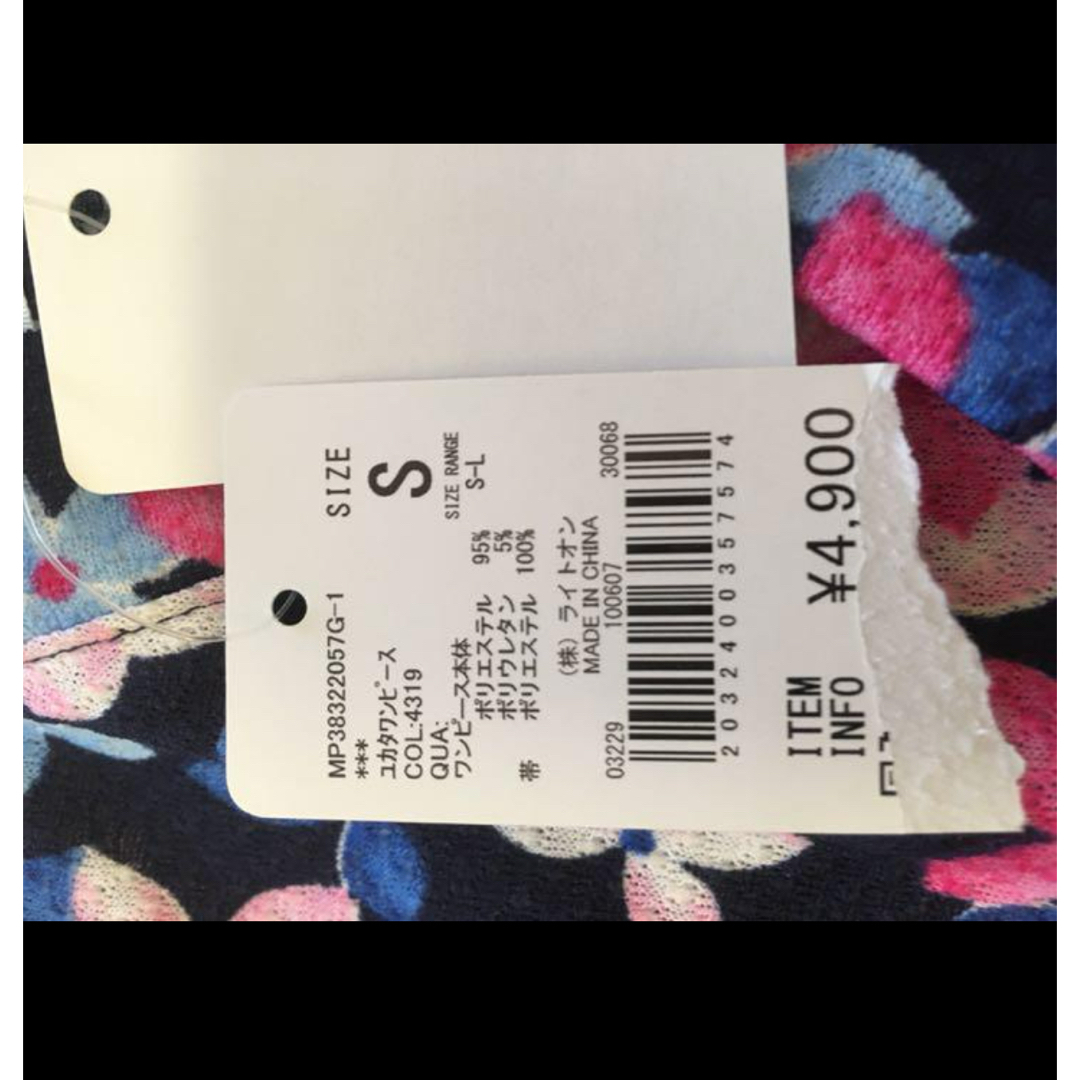 MP38322057G-1 SIZE
***
ユカタワンピース S
COL:4319
QUA: SIZE RANGE
ワンピース本体 S-L
ポリエステル 95%
ポリウレタン 5%
帯 ポリエステル 100%
(株) ライトオン
MADE IN CHINA
03229 100607 30068
2032400357574
ITEM
INFO ¥4,900